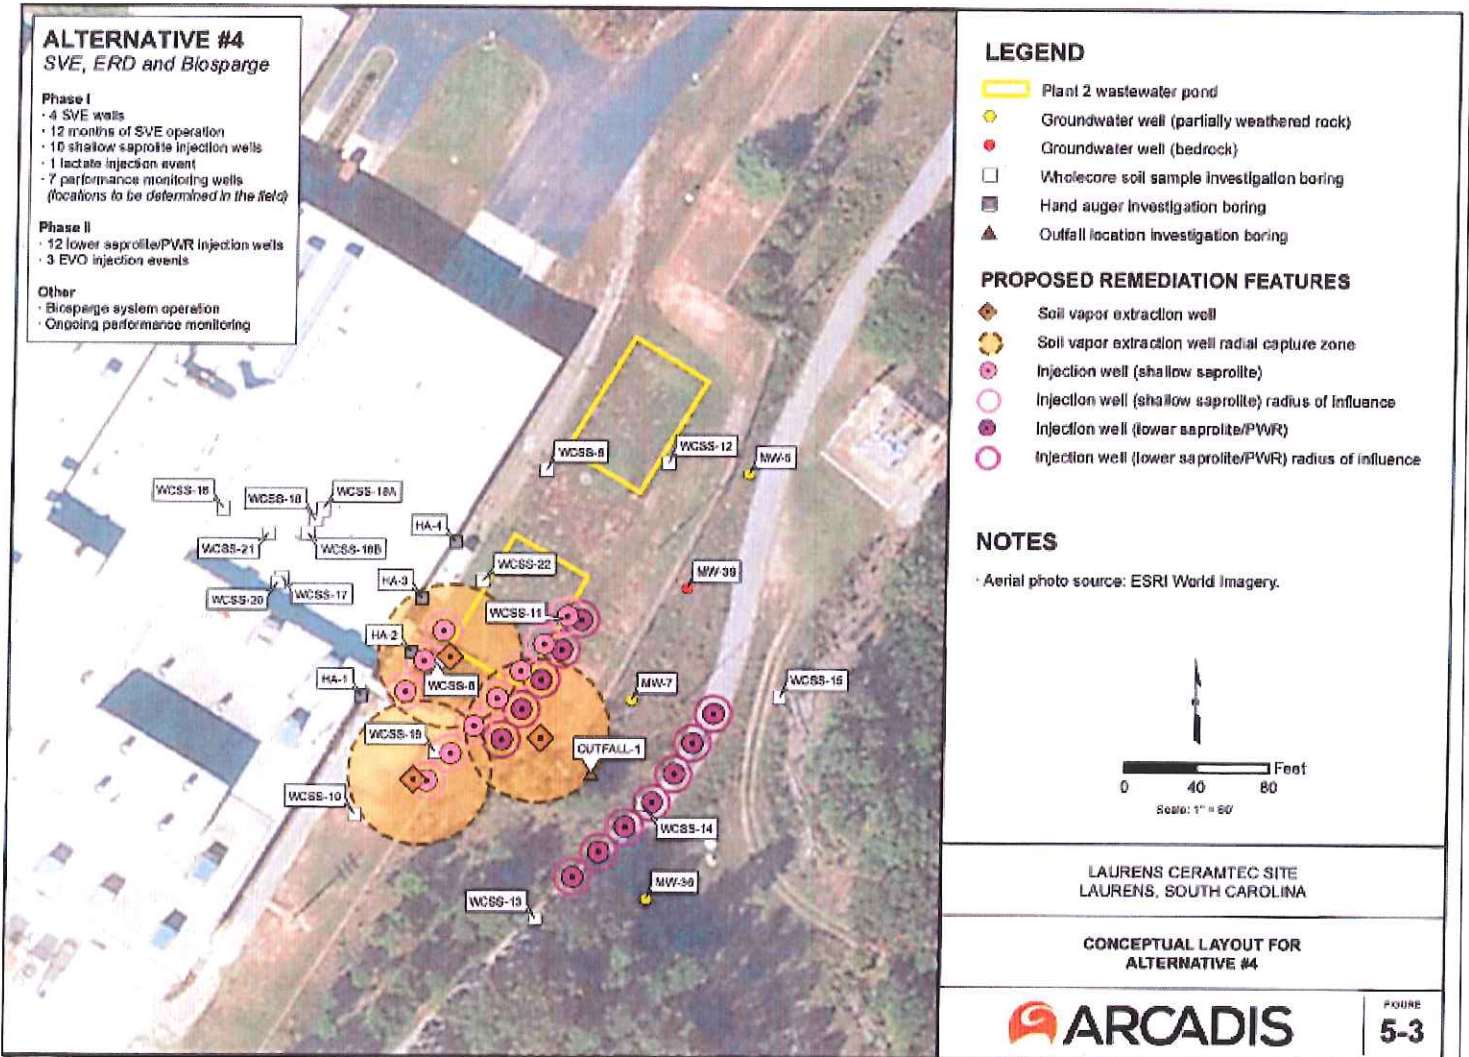 ALTERNATIVE #4
SVE, ERD and Biosparge
Phase I
· 4 SVE wells
· 12 months of SVE operation
· 10 shallow saprolite injection wells
· 1 lactate injection event
· 7 performance monitoring wells
(locations to be determined in the field)
Phase II
· 12 lower saprolite/PWR injection wells
· 3 EVO injection events
Other
· Biosparge system operation
· Ongoing performance monitoring
WCSS-9
WCSS-12
MW-5
WCSS-16
WCSS-18
WCSS-18A
HA-4
WCSS-21
WCSS-18B
WCSS-22
MW-39
HA-3
WCSS-20
WCSS-17
WCSS-11
HA-2
HA-1
WCSS-8
MW-7
WCSS-15
WCSS-19
OUTFALL-1
WCSS-10
WCSS-14
MW-36
WCSS-13
LEGEND
Plant 2 wastewater pond
Groundwater well (partially weathered rock)
Groundwater well (bedrock)
Wholecore soil sample investigation boring
Hand auger investigation boring
Outfall location investigation boring
PROPOSED REMEDIATION FEATURES
Soil vapor extraction well
Soil vapor extraction well radial capture zone
Injection well (shallow saprolite)
Injection well (shallow saprolite) radius of influence
Injection well (lower saprolite/PWR)
Injection well (lower saprolite/PWR) radius of influence
NOTES
· Aerial photo source: ESRI World Imagery.
Feet
0 40 80
Scale: 1" = 80'
LAURENS CERAMTEC SITE
LAURENS, SOUTH CAROLINA
CONCEPTUAL LAYOUT FOR
ALTERNATIVE #4
ARCADIS
FIGURE
5-3